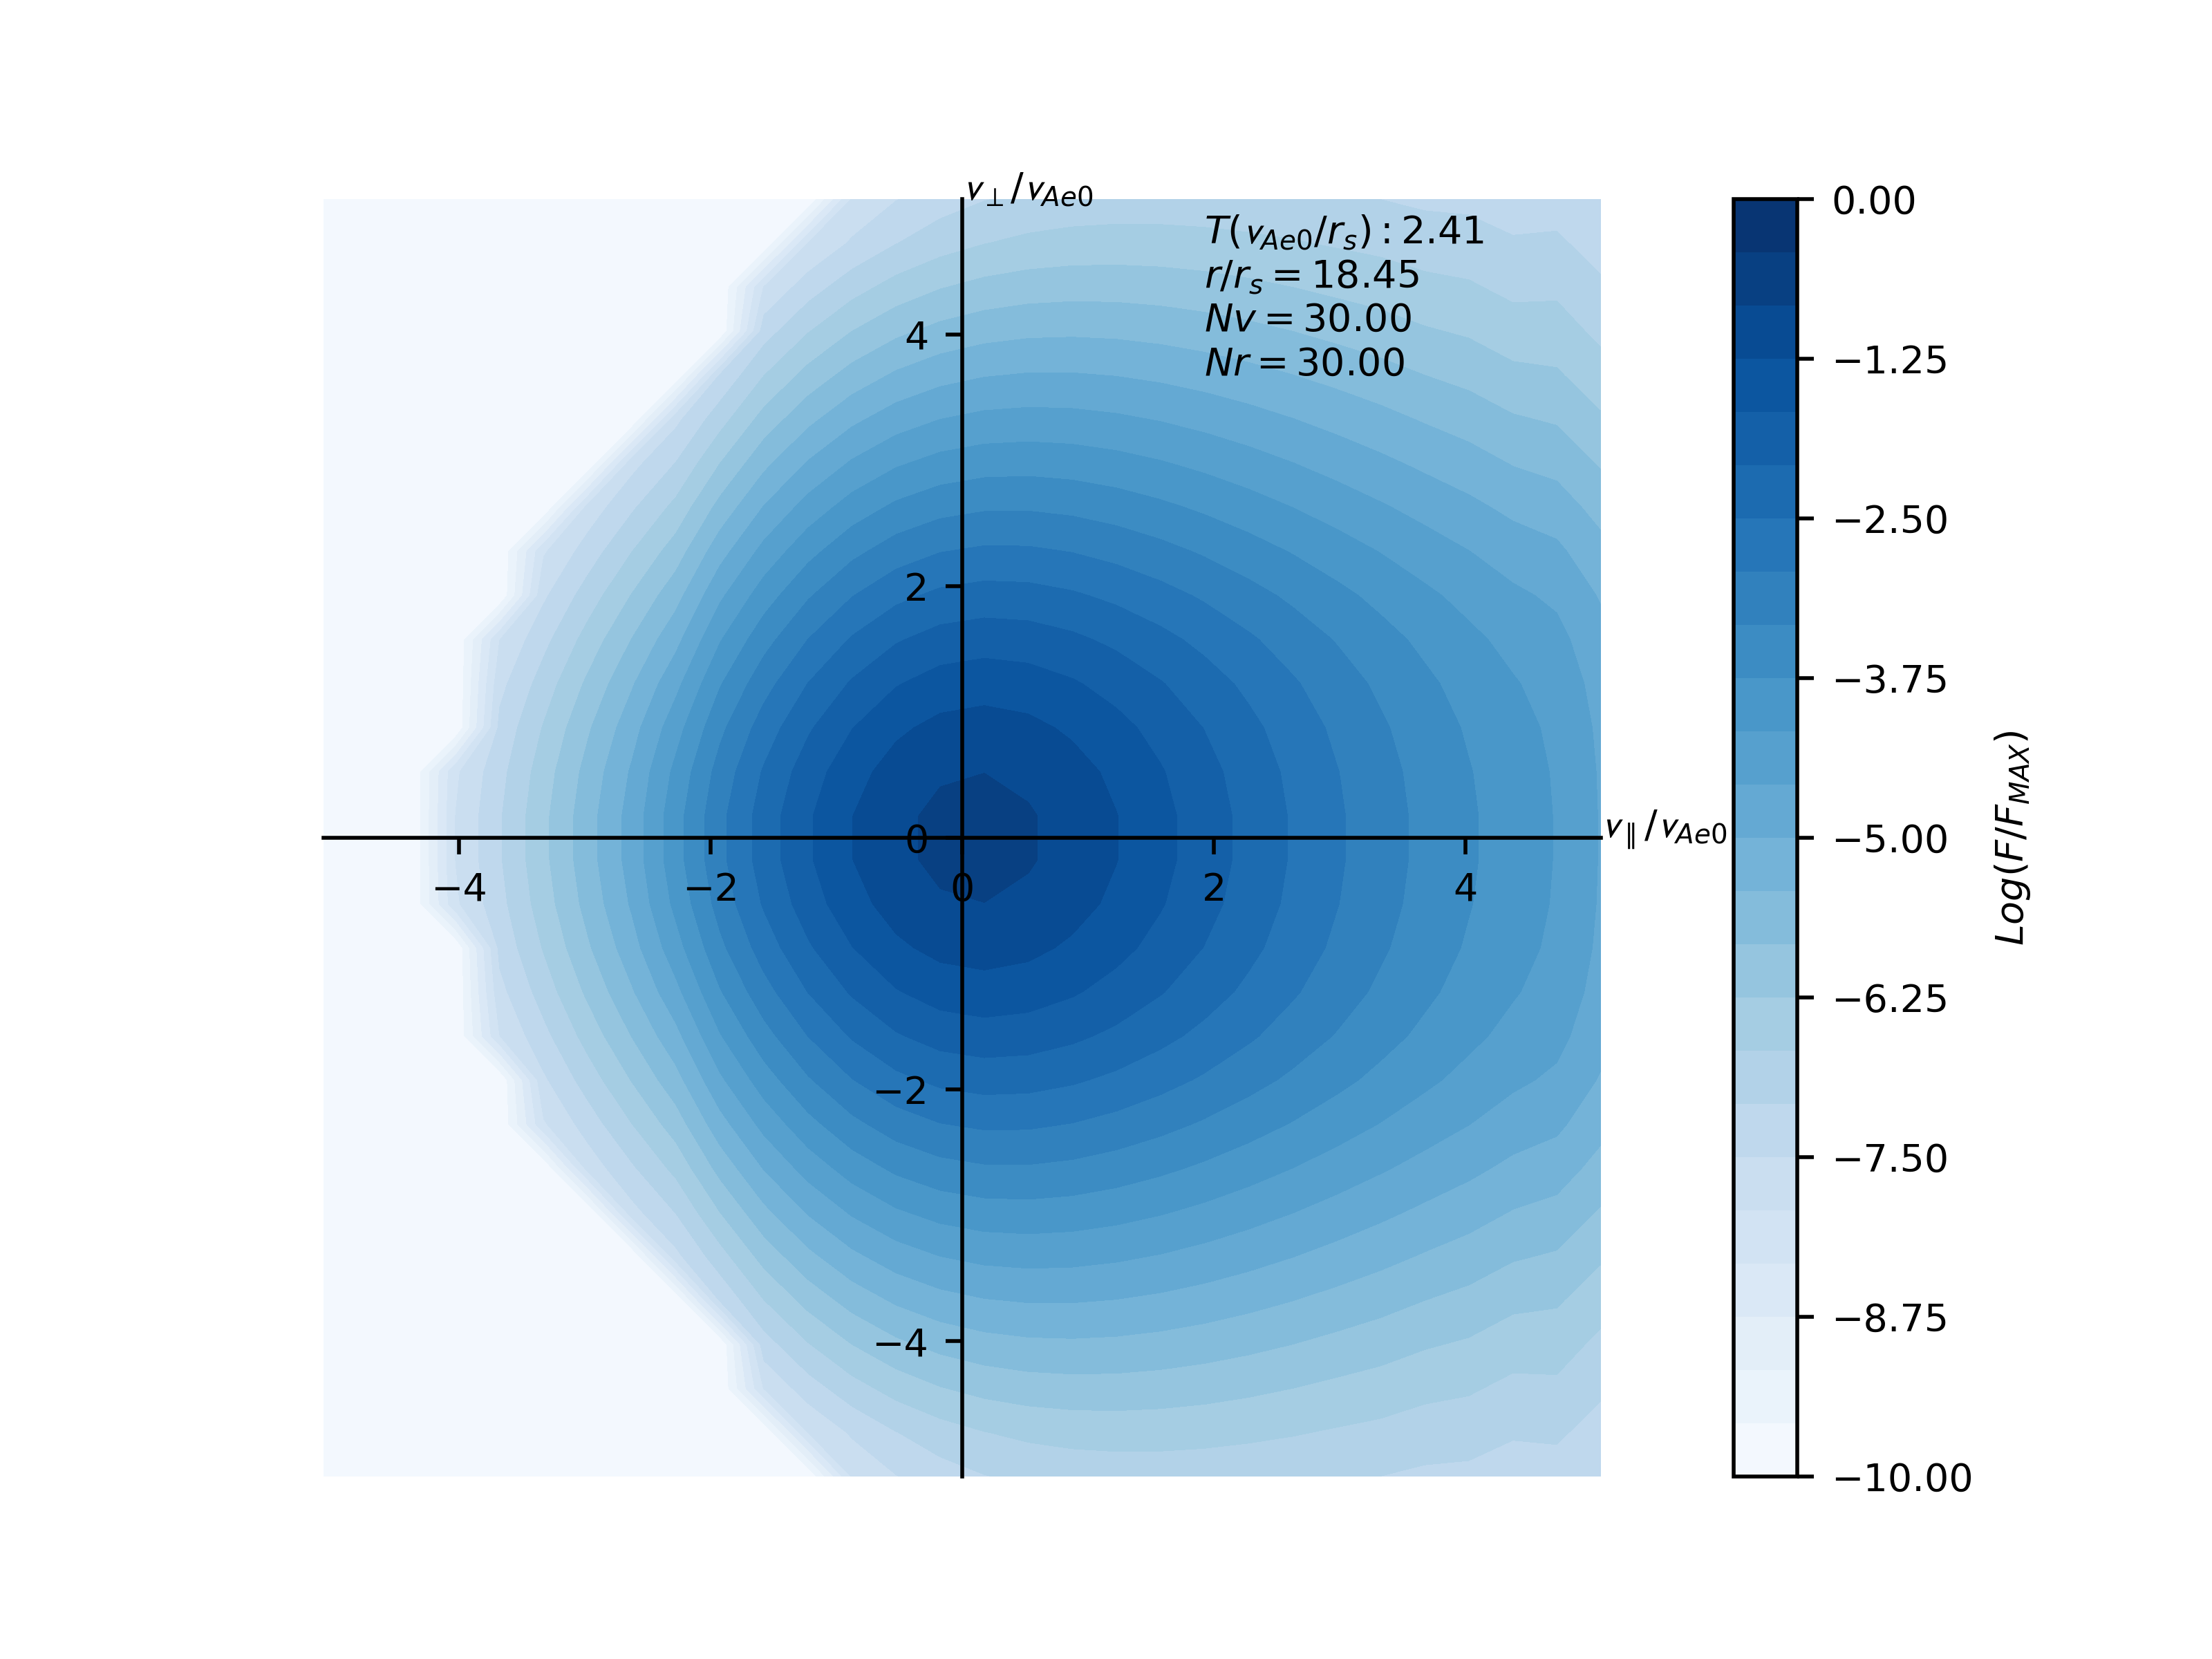 v⊥/vAe0
T(vAe0/rs) : 2.41
r/rs = 18.45
Nv = 30.00
Nr = 30.00
4
2
0
−2
−4
−4
−2
0
2
4
v∥/vAe0
0.00
−1.25
−2.50
−3.75
−5.00
−6.25
−7.50
−8.75
−10.00
Log(F/FMAX)